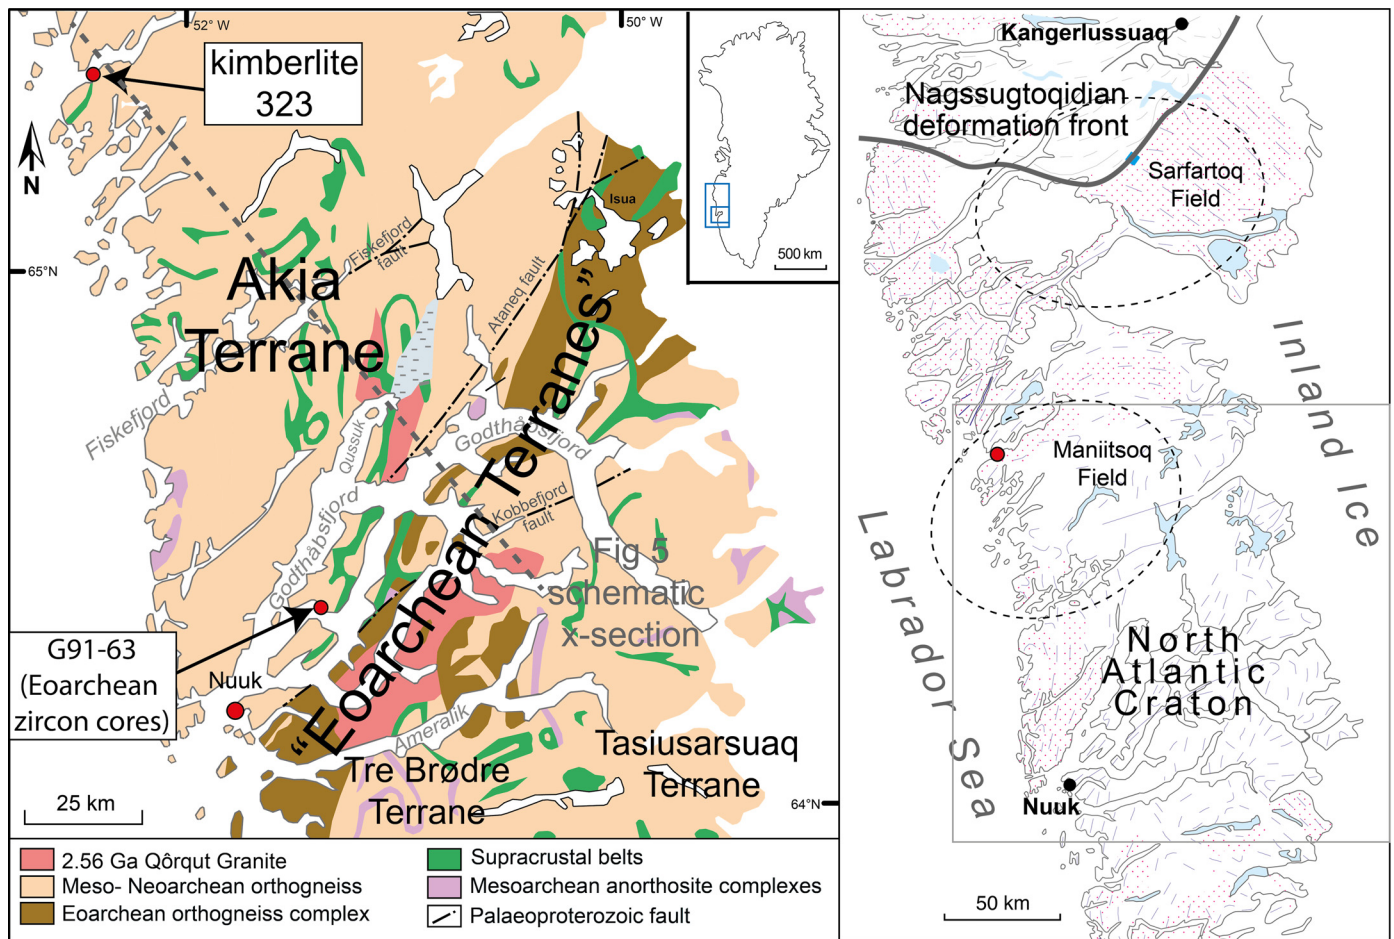 52° W
50° W
kimberlite
323
N
Isua
500 km
65°N
Fiskefjord
fault
Akia
Terrane
Ataneq fault
Fiskefjord
Qussuk
Godthåbsfjord
Godthåbsfjord
Kobbefjord
fault
"Eoarchean Terranes"
Fig 5
schematic
x-section
G91-63
(Eoarchean
zircon cores)
Nuuk
Ameralik
Tre Brødre
Terrane
Tasiusarsuaq
Terrane
25 km
64°N
2.56 Ga Qôrqut Granite
Meso- Neoarchean orthogneiss
Eoarchean orthogneiss complex
Supracrustal belts
Mesoarchean anorthosite complexes
Palaeoproterozoic fault
Kangerlussuaq
Nagssugtoqidian
deformation front
Sarfartoq
Field
Inland Ice
Maniitsoq
Field
Labrador Sea
North
Atlantic
Craton
Nuuk
50 km